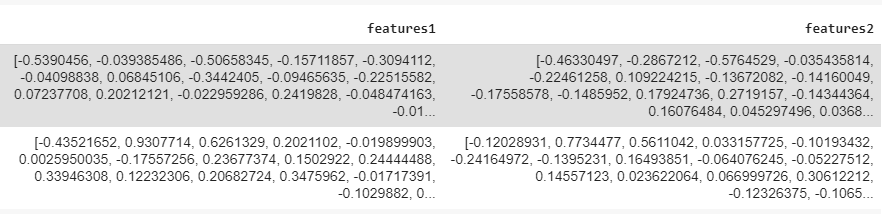 features1 features2
[-0.5390456, -0.039385486, -0.50658345, -0.15711857, -0.3094112,
-0.04098838, 0.06845106, -0.3442405, -0.09465635, -0.22515582,
0.07237708, 0.20212121, -0.022959286, 0.2419828, -0.048474163,
-0.01...
[-0.46330497, -0.2867212, -0.5764529, -0.035435814,
-0.22461258, 0.109224215, -0.13672082, -0.14160049,
-0.17558578, -0.1485952, 0.17924736, 0.2719157, -0.14344364,
0.16076484, 0.045297496, 0.0368...
[-0.43521652, 0.9307714, 0.6261329, 0.2021102, -0.019899903,
0.0025950035, -0.17557256, 0.23677374, 0.1502922, 0.24444488,
0.33946308, 0.12232306, 0.20682724, 0.3475962, -0.01717391,
-0.1029882, 0...
[-0.12028931, 0.7734477, 0.5611042, 0.033157725, -0.10193432,
-0.24164972, -0.1395231, 0.16493851, -0.064076245, -0.05227512,
0.14557123, 0.023622064, 0.066999726, 0.30612212,
-0.12326375, -0.1065...